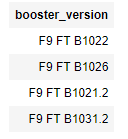 booster_version
F9 FT B1022
F9 FT B1026
F9 FT B1021.2
F9 FT B1031.2